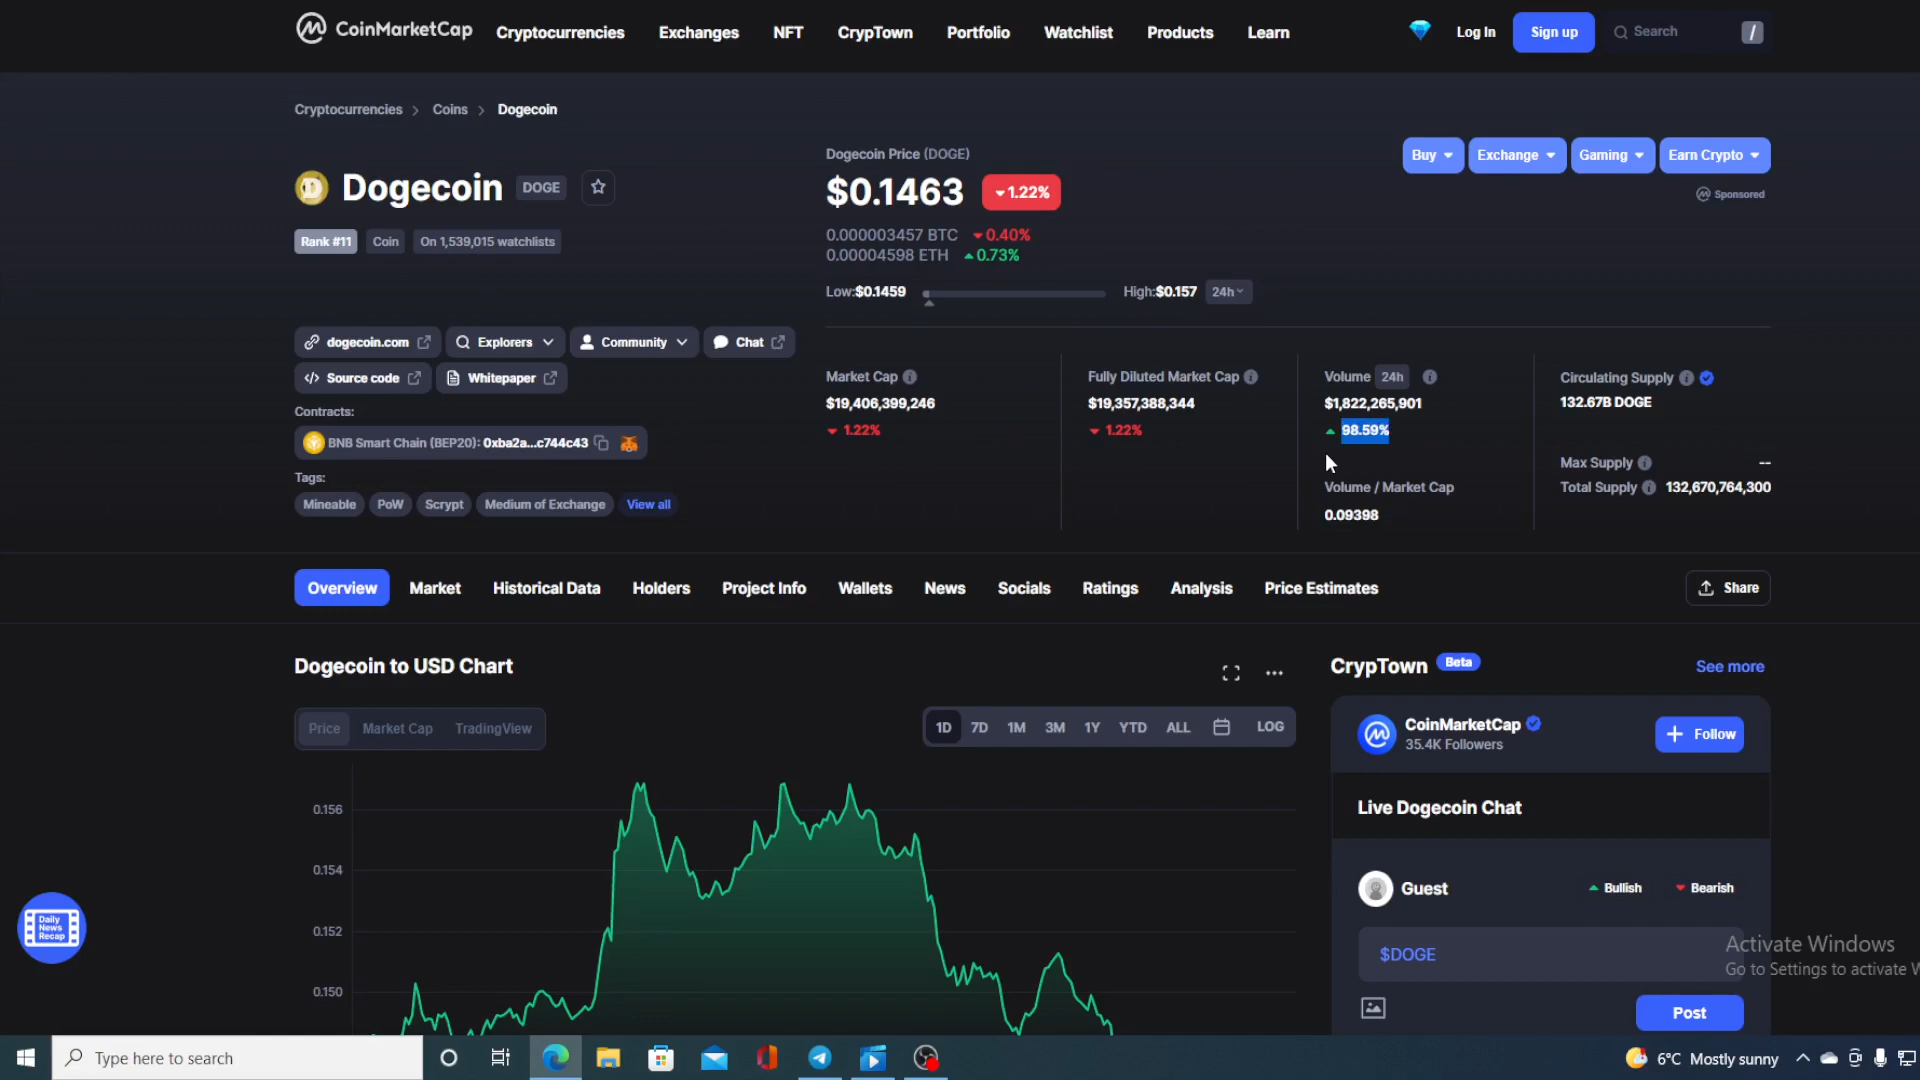 CoinMarketCap Cryptocurrencies Exchanges NFT CrypTown Portfolio Watchlist Products Learn Log In Sign up Search /
Cryptocurrencies > Coins > Dogecoin
Dogecoin DOGE
Rank #11 Coin On 1,539,015 watchlists
dogecoin.com Explorers Community Chat
Source code Whitepaper
Contracts:
BNB Smart Chain (BEP20): 0xba2a...c744c43
Tags:
Mineable PoW Scrypt Medium of Exchange View all
Dogecoin Price (DOGE)
$0.1463 1.22%
0.000003457 BTC 0.40%
0.00004598 ETH 0.73%
Low:$0.1459 High:$0.157 24h
Buy Exchange Gaming Earn Crypto
Sponsored
Market Cap
$19,406,399,246
1.22%
Fully Diluted Market Cap
$19,357,388,344
1.22%
Volume 24h
$1,822,265,901
98.59%
Volume / Market Cap
0.09398
Circulating Supply
132.67B DOGE
Max Supply --
Total Supply 132,670,764,300
Overview Market Historical Data Holders Project Info Wallets News Socials Ratings Analysis Price Estimates Share
Dogecoin to USD Chart
Price Market Cap TradingView
1D 7D 1M 3M 1Y YTD ALL LOG
0.156
0.154
0.152
0.150
CrypTown Beta See more
CoinMarketCap
35.4K Followers
+ Follow
Live Dogecoin Chat
Guest Bullish Bearish
$DOGE
Post
Daily
News
Recap
Activate Windows
Go to Settings to activate W
Type here to search
6°C Mostly sunny